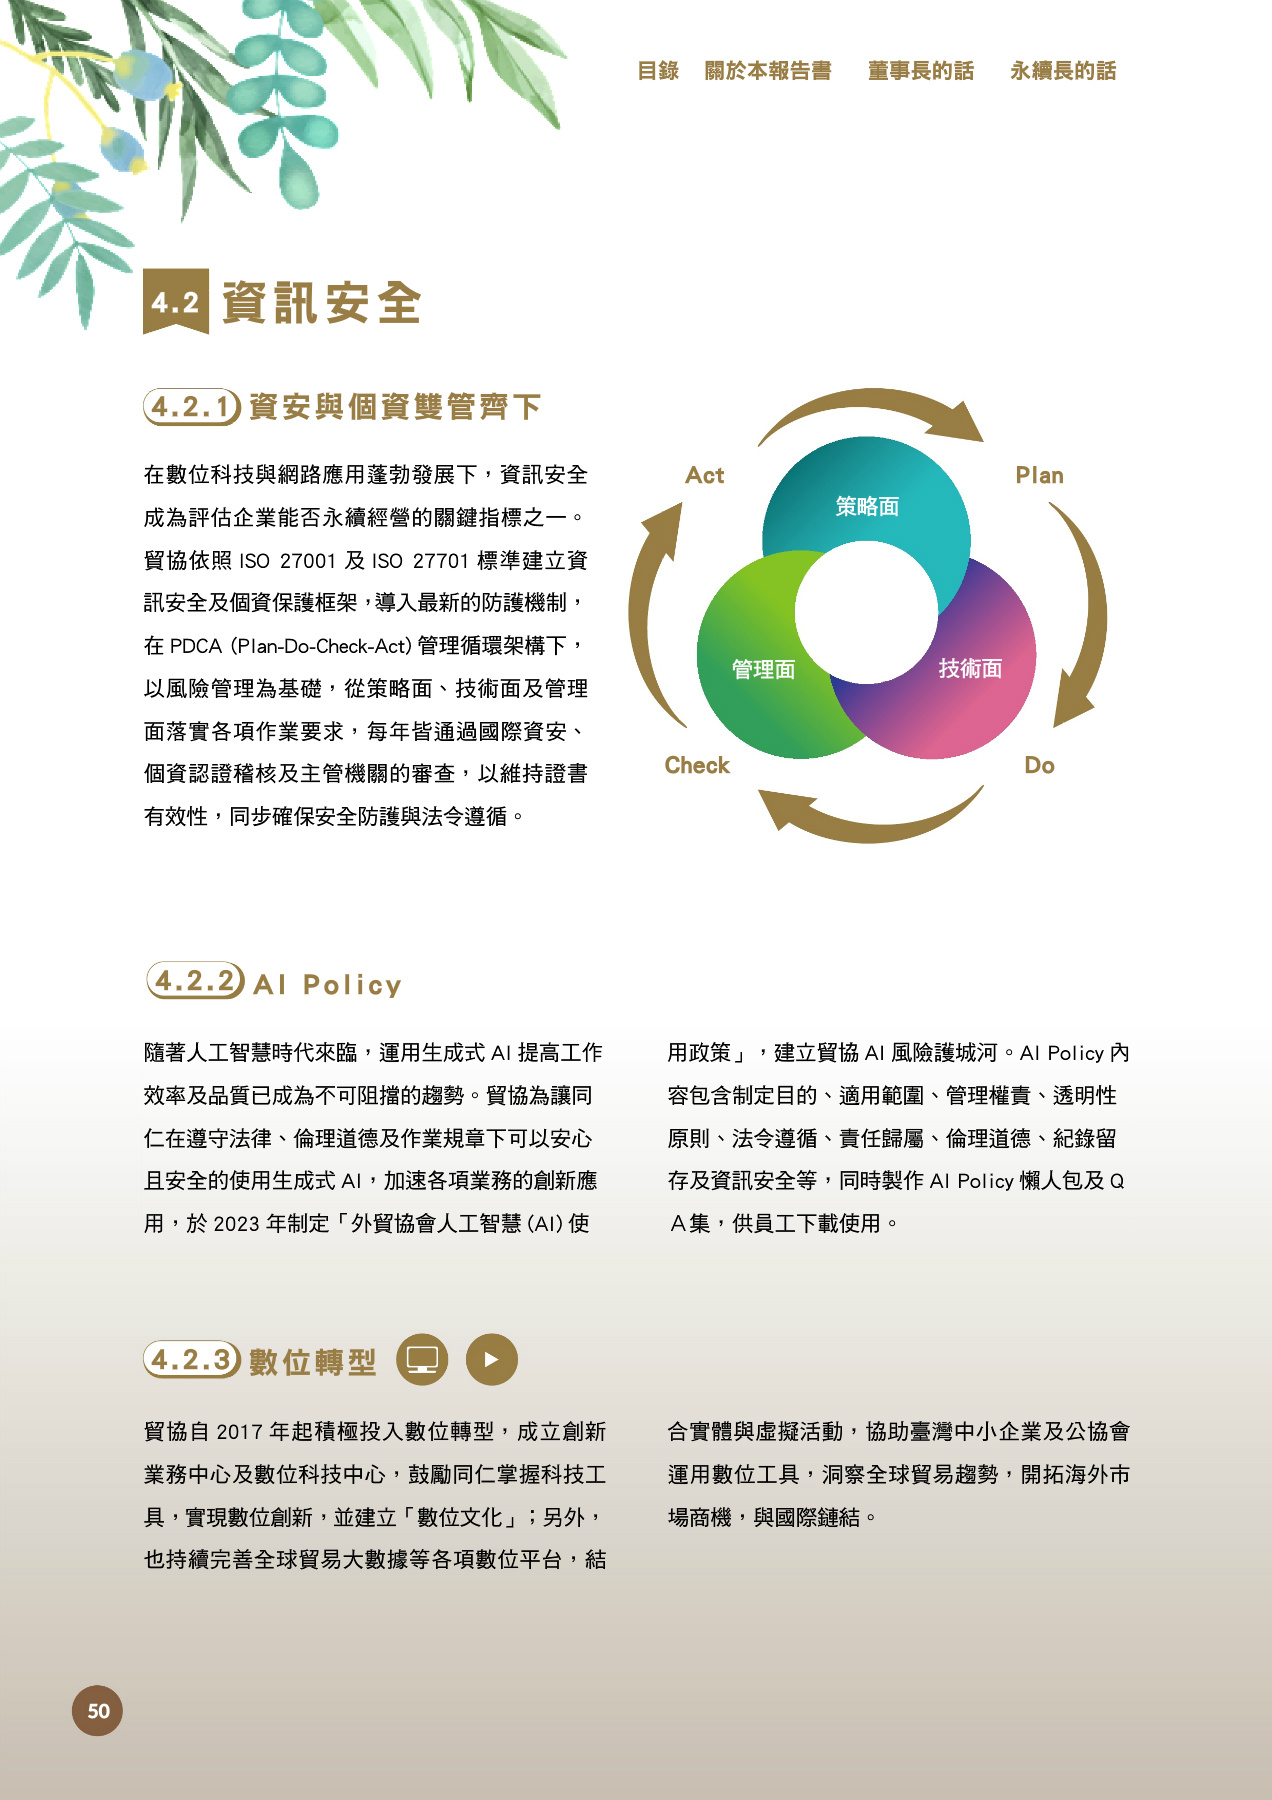 目錄　關於本報告書　董事長的話　永續長的話
4.2 資訊安全
4.2.1 資安與個資雙管齊下
在數位科技與網路應用蓬勃發展下，資訊安全
成為評估企業能否永續經營的關鍵指標之一。
貿協依照 ISO 27001 及 ISO 27701 標準建立資
訊安全及個資保護框架，導入最新的防護機制，
在 PDCA（Plan-Do-Check-Act）管理循環架構下，
以風險管理為基礎，從策略面、技術面及管理
面落實各項作業要求，每年皆通過國際資安、
個資認證稽核及主管機關的審查，以維持證書
有效性，同步確保安全防護與法令遵循。
Act
Plan
策略面
管理面
技術面
Check
Do
4.2.2 AI Policy
隨著人工智慧時代來臨，運用生成式 AI 提高工作
效率及品質已成為不可阻擋的趨勢。貿協為讓同
仁在遵守法律、倫理道德及作業規章下可以安心
且安全的使用生成式 AI，加速各項業務的創新應
用，於 2023 年制定「外貿協會人工智慧（AI）使
用政策」，建立貿協 AI 風險護城河。AI Policy 內
容包含制定目的、適用範圍、管理權責、透明性
原則、法令遵循、責任歸屬、倫理道德、紀錄留
存及資訊安全等，同時製作 AI Policy 懶人包及 Q
A集，供員工下載使用。
4.2.3 數位轉型
貿協自 2017 年起積極投入數位轉型，成立創新
業務中心及數位科技中心，鼓勵同仁掌握科技工
具，實現數位創新，並建立「數位文化」；另外，
也持續完善全球貿易大數據等各項數位平台，結
合實體與虛擬活動，協助臺灣中小企業及公協會
運用數位工具，洞察全球貿易趨勢，開拓海外市
場商機，與國際鏈結。
50